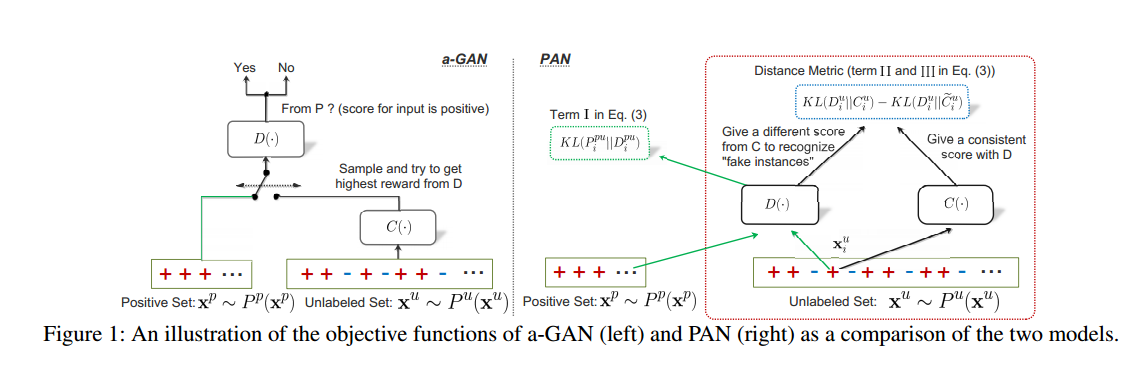 a-GAN
PAN
Yes No
From P ? (score for input is positive)
D(·)
Sample and try to get
highest reward from D
C(·)
+ + + ···
+ + - + - + + - ···
Positive Set: x^p ∼ P^p(x^p)
Unlabeled Set: x^u ∼ P^u(x^u)
Distance Metric (term II and III in Eq. (3))
KL(D_i^u||C_i^u) − KL(D_i^u||C̃_i^u)
Term I in Eq. (3)
KL(P_i^{pu}||D_i^{pu})
Give a different score
from C to recognize
"fake instances"
Give a consistent
score with D
D(·)
C(·)
x_i^u
+ + + ···
+ + - + - + + - + + - ···
Positive Set: x^p ∼ P^p(x^p)
Unlabeled Set: x^u ∼ P^u(x^u)
Figure 1: An illustration of the objective functions of a-GAN (left) and PAN (right) as a comparison of the two models.